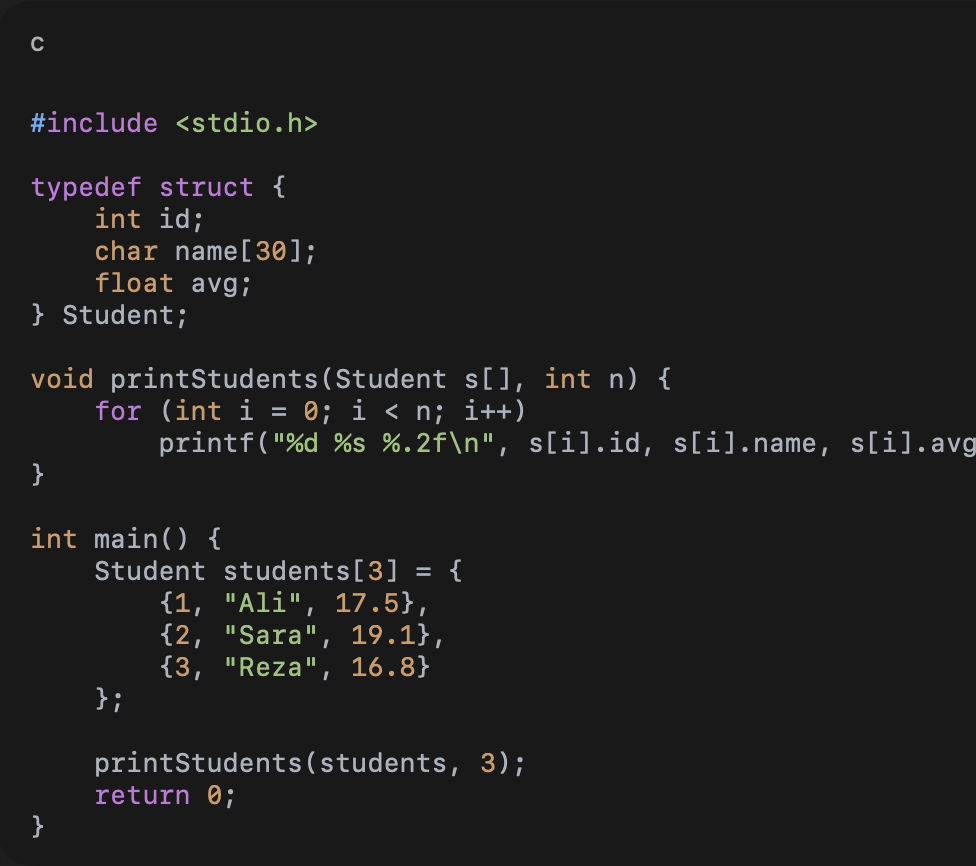 c
#include <stdio.h>
typedef struct {
    int id;
    char name[30];
    float avg;
} Student;
void printStudents(Student s[], int n) {
    for (int i = 0; i < n; i++)
        printf("%d %s %.2f\n", s[i].id, s[i].name, s[i].avg
}
int main() {
    Student students[3] = {
        {1, "Ali", 17.5},
        {2, "Sara", 19.1},
        {3, "Reza", 16.8}
    };
    printStudents(students, 3);
    return 0;
}